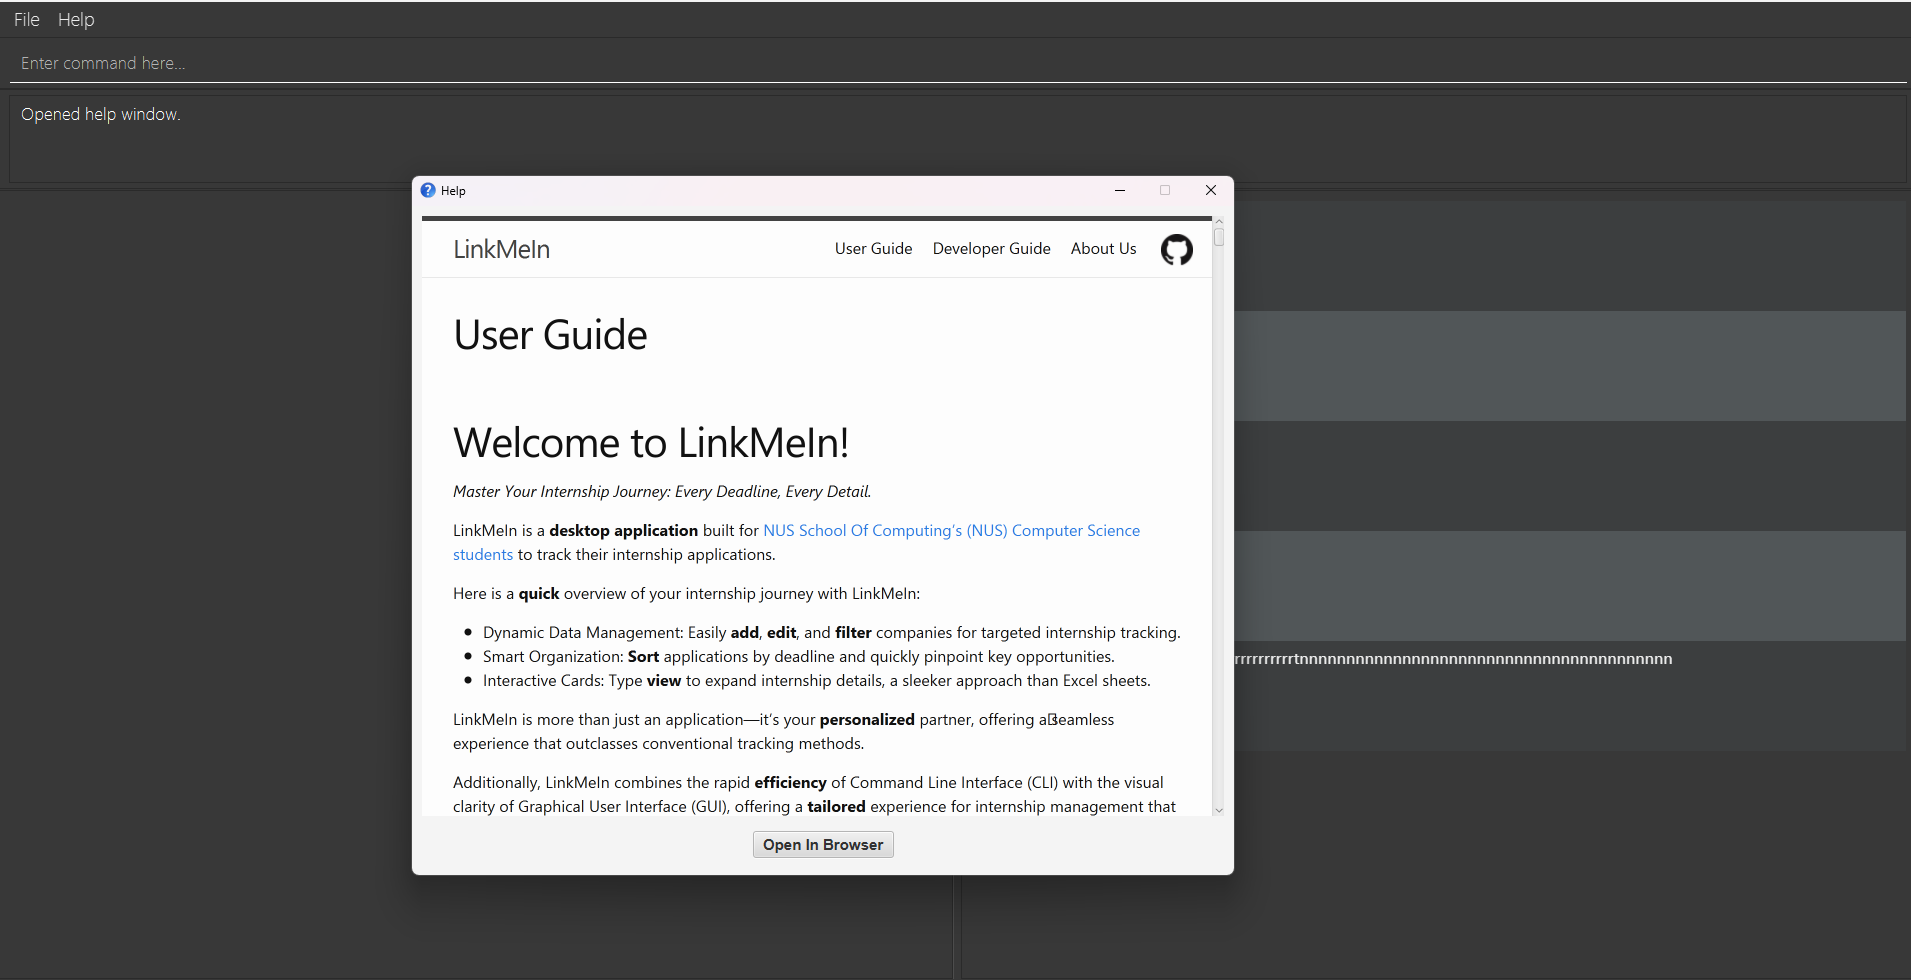 File Help
Enter command here...
Opened help window.
Help
LinkMeIn
User Guide Developer Guide About Us
User Guide
Welcome to LinkMeIn!
Master Your Internship Journey: Every Deadline, Every Detail.
LinkMeIn is a desktop application built for NUS School Of Computing's (NUS) Computer Science
students to track their internship applications.
Here is a quick overview of your internship journey with LinkMeIn:
Dynamic Data Management: Easily add, edit, and filter companies for targeted internship tracking.
Smart Organization: Sort applications by deadline and quickly pinpoint key opportunities.
Interactive Cards: Type view to expand internship details, a sleeker approach than Excel sheets.
LinkMeIn is more than just an application—it's your personalized partner, offering a seamless
experience that outclasses conventional tracking methods.
Additionally, LinkMeIn combines the rapid efficiency of Command Line Interface (CLI) with the visual
clarity of Graphical User Interface (GUI), offering a tailored experience for internship management that
Open In Browser